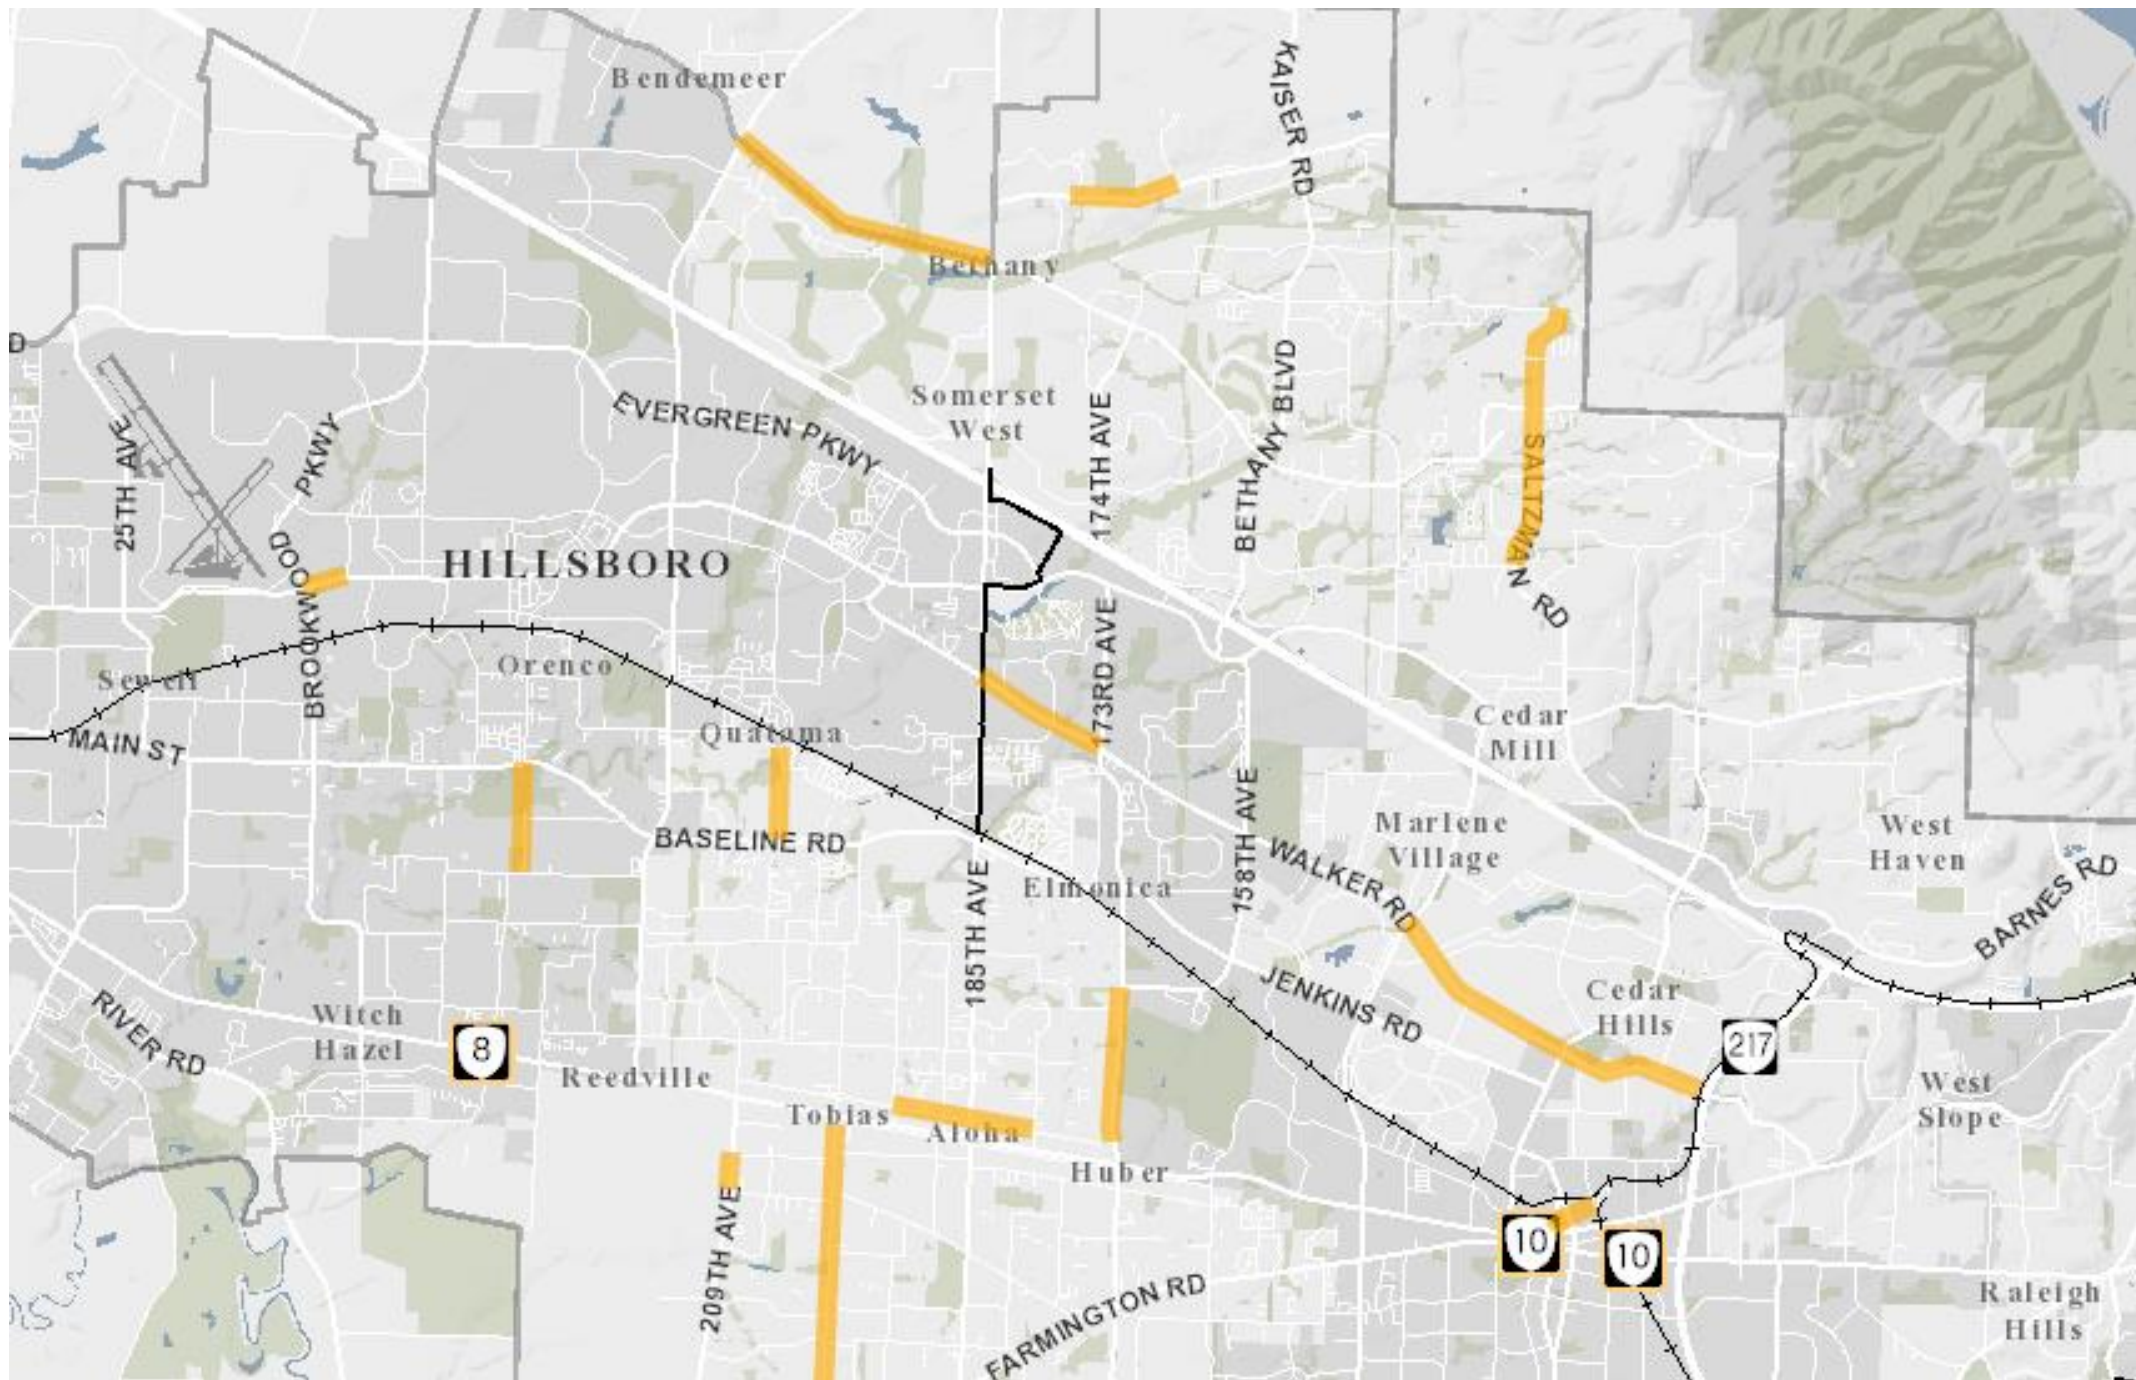 Bendemeer
KAISER RD
Bethany
D
Somerset
West
EVERGREEN PKWY
174TH AVE
BETHANY BLVD
SALTZMAN RD
25TH AVE
BROOKWOOD PKWY
HILLSBORO
173RD AVE
Sewell
Orenco
Quatama
MAIN ST
Cedar
Mill
BASELINE RD
158TH AVE
Marlene
Village
WALKER RD
West
Haven
BARNES RD
185TH AVE
Elmonica
JENKINS RD
Cedar
Hills
RIVER RD
Witch
Hazel
8
217
Reedville
Tobias
Aloha
Huber
West
Slope
209TH AVE
10
10
FARMINGTON RD
Raleigh
Hills